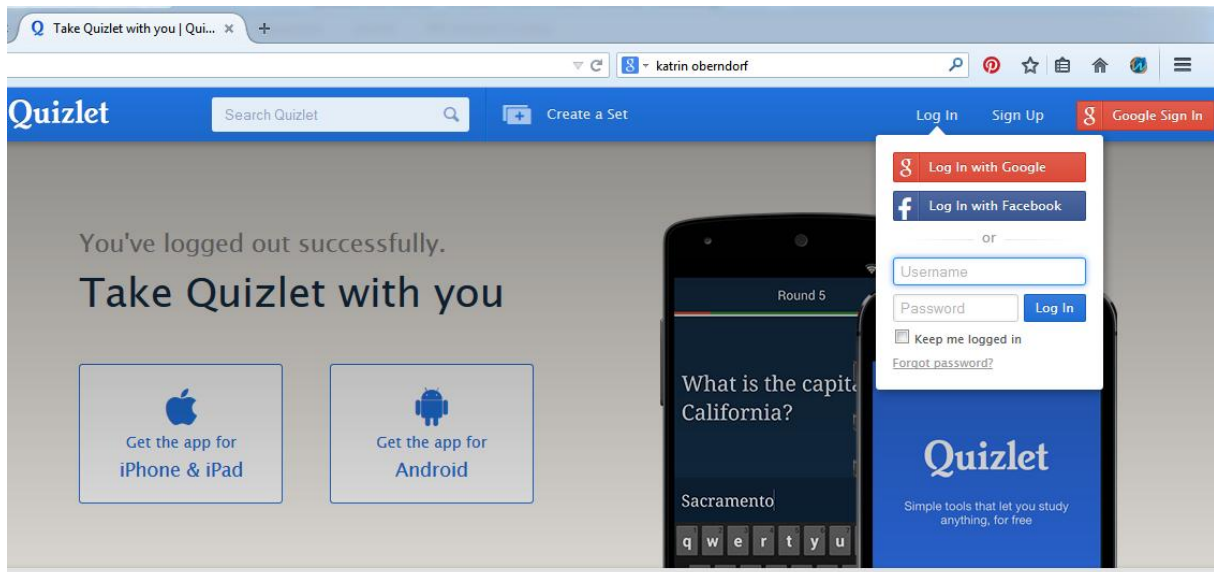 Q Take Quizlet with you | Qui... × +
8 katrin oberndorf
Quizlet Search Quizlet Create a Set Log In Sign Up 8 Google Sign In
8 Log In with Google
f Log In with Facebook
or
Username
Password Log In
Keep me logged in
Forgot password?
You've logged out successfully.
Take Quizlet with you
Get the app for
iPhone & iPad
Get the app for
Android
Round 5
What is the capit
California?
Sacramento
q w e r t y u
Quizlet
Simple tools that let you study
anything, for free